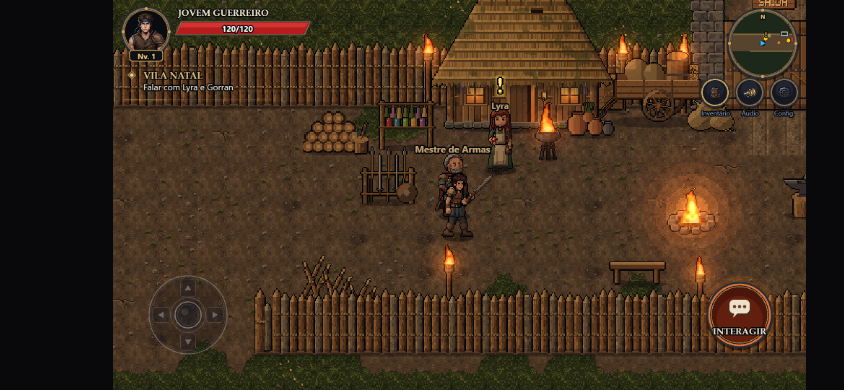 JOVEM GUERREIRO
120/120
Nv. 1
VILA NATAL
Falar com Lyra e Gorran
SAIDA
N
Inventário
Áudio
Config.
Lyra
Mestre de Armas
INTERAGIR